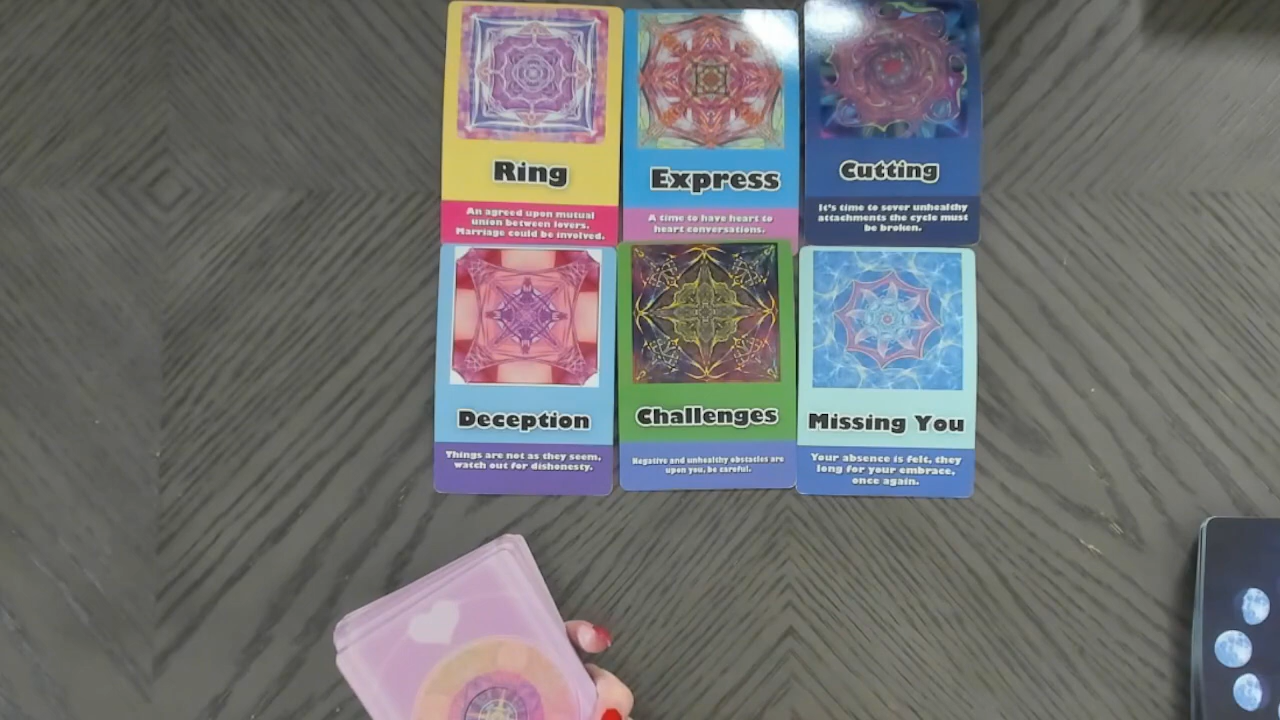 Ring
An agreed upon mutual
union between lovers.
Marriage could be involved.
Express
A time to have heart to
heart conversations.
Cutting
It's time to sever unhealthy
attachments the cycle must
be broken.
Deception
Things are not as they seem,
watch out for dishonesty.
Challenges
Negative and unhealthy obstacles are
upon you, be careful.
Missing You
Your absence is felt, they
long for your embrace,
once again.